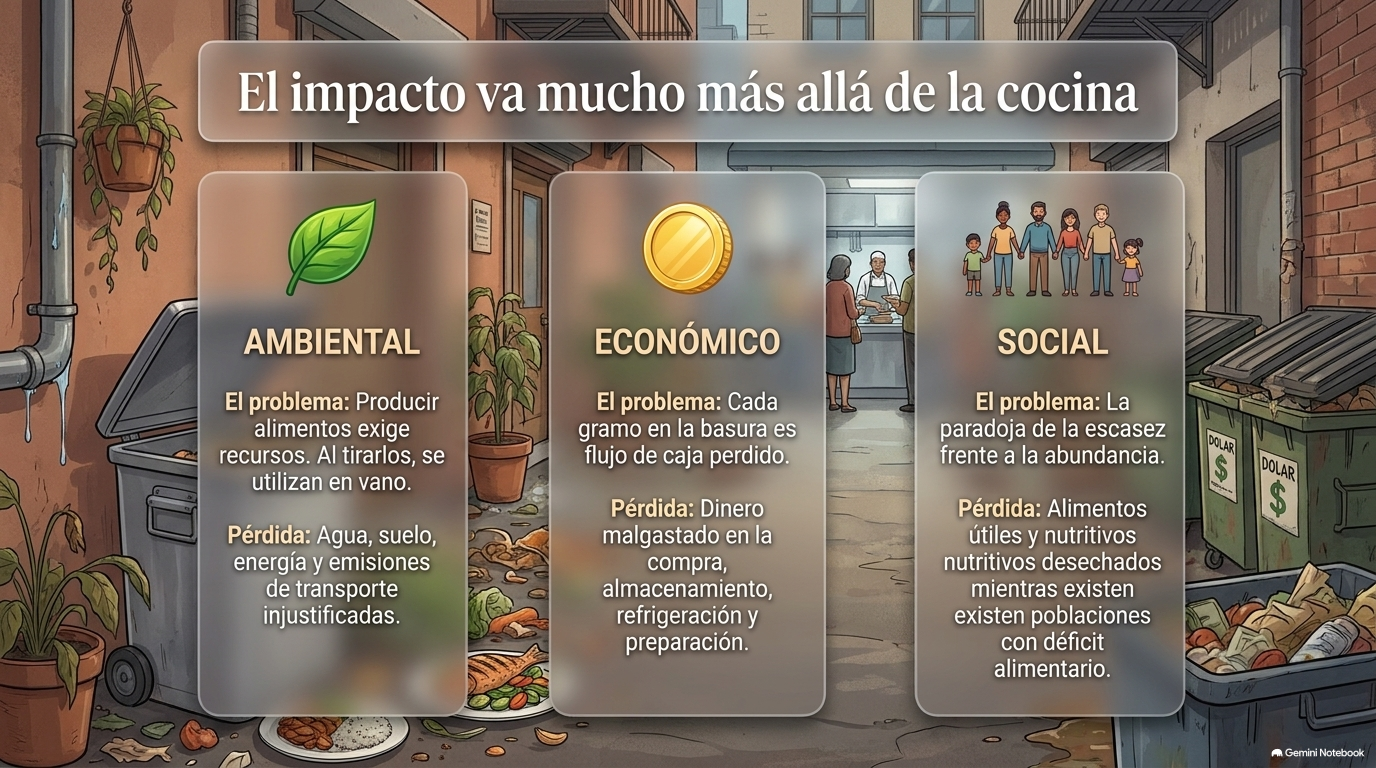 El impacto va mucho más allá de la cocina
AMBIENTAL
El problema: Producir
alimentos exige
recursos. Al tirarlos, se
utilizan en vano.
Pérdida: Agua, suelo,
energía y emisiones
de transporte
injustificadas.
ECONÓMICO
El problema: Cada
gramo en la basura es
flujo de caja perdido.
Pérdida: Dinero
malgastado en la
compra,
almacenamiento,
refrigeración y
preparación.
SOCIAL
El problema: La
paradoja de la escasez
frente a la abundancia.
Pérdida: Alimentos
útiles y nutritivos
nutritivos desechados
mientras existen
existen poblaciones
con déficit
alimentario.
DOLAR
$
DOLAR
$
Gemini Notebook